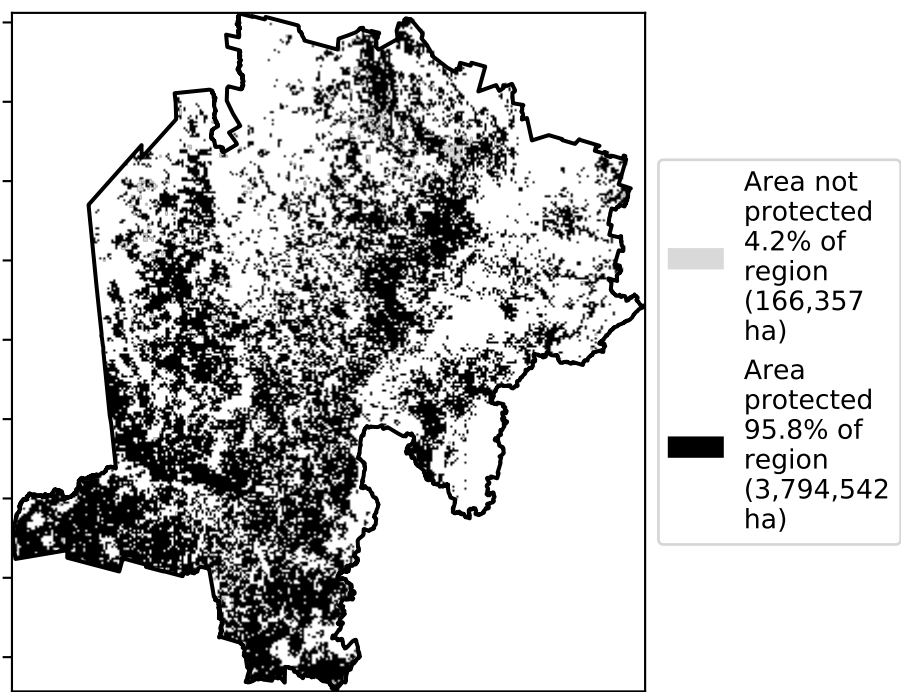 Area not
protected
4.2% of
region
(166,357
ha)
Area
protected
95.8% of
region
(3,794,542
ha)